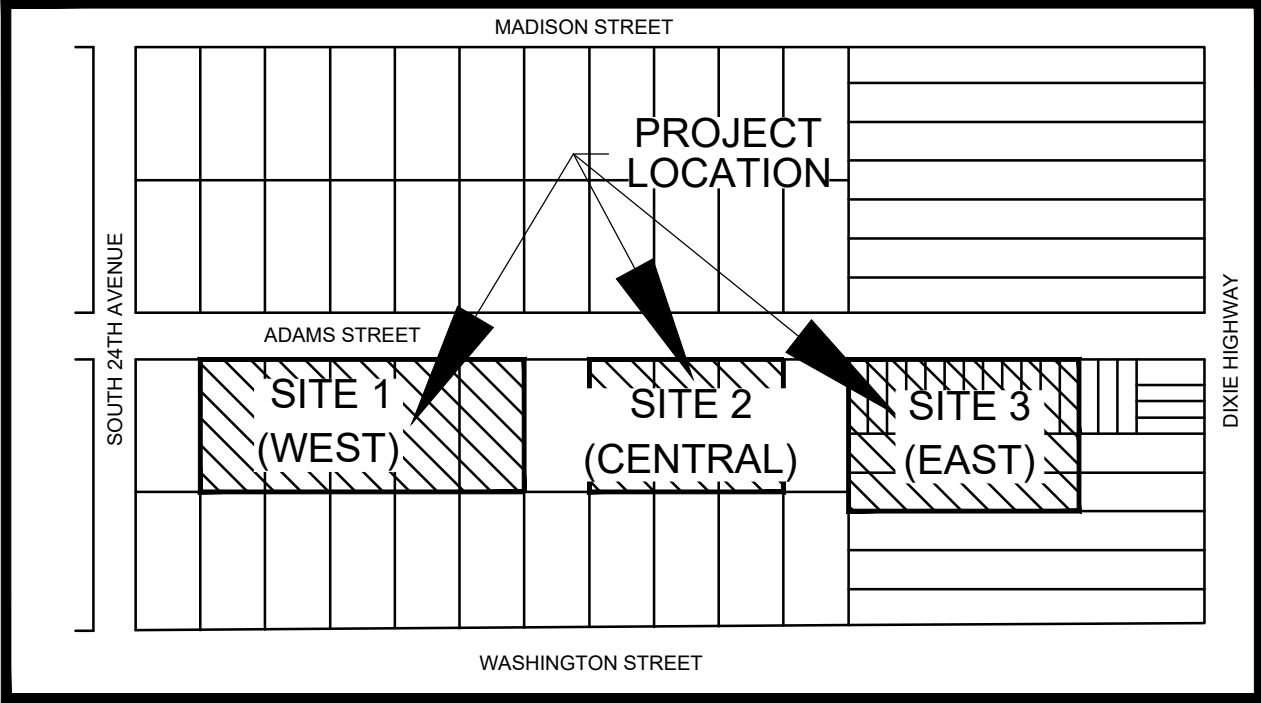 MADISON STREET
PROJECT
LOCATION
SOUTH 24TH AVENUE
ADAMS STREET
DIXIE HIGHWAY
SITE 1
(WEST)
SITE 2
(CENTRAL)
SITE 3
(EAST)
WASHINGTON STREET